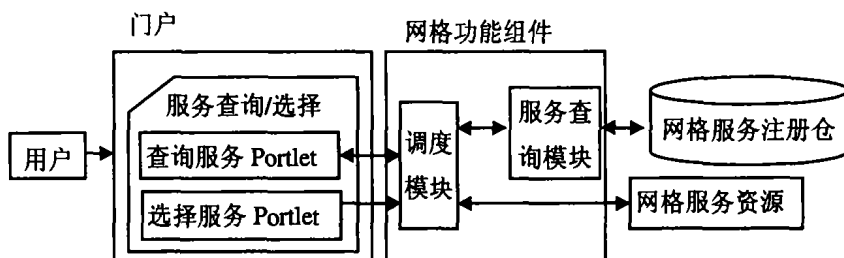 门户
网格功能组件
服务查询/选择
用户
查询服务 Portlet
选择服务 Portlet
调度
模块
服务查
询模块
网格服务注册仓
网格服务资源